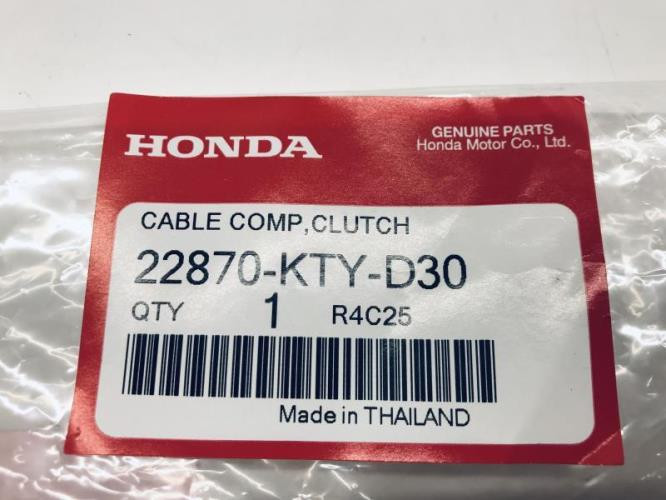 HONDA
GENUINE PARTS
Honda Motor Co., Ltd.
CABLE COMP,CLUTCH
22870-KTY-D30
QTY 1 R4C25
Made in THAILAND